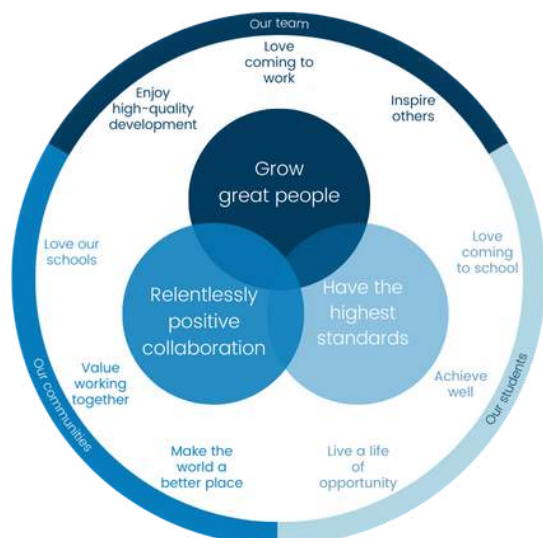 Our team
Love
coming to
work
Enjoy
high-quality
development
Inspire
others
Grow
great people
Love our
schools
Love
coming
to school
Relentlessly
positive
collaboration
Have the
highest
standards
Value
working
together
Achieve
well
Our communities
Our students
Make the
world a
better place
Live a life
of
opportunity